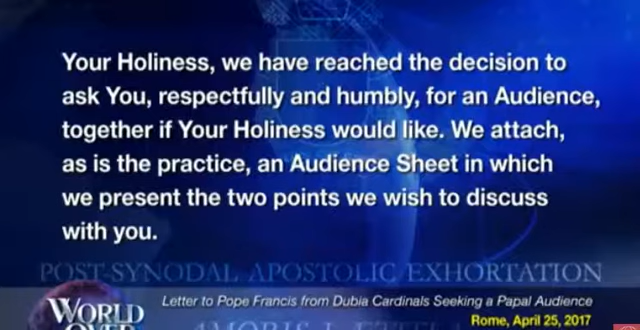 Your Holiness, we have reached the decision to
ask You, respectfully and humbly, for an Audience,
together if Your Holiness would like. We attach,
as is the practice, an Audience Sheet in which
we present the two points we wish to discuss
with you.
POST-SYNODAL APOSTOLIC EXHORTATION
Letter to Pope Francis from Dubia Cardinals Seeking a Papal Audience
WORLD
OVER
Rome, April 25, 2017